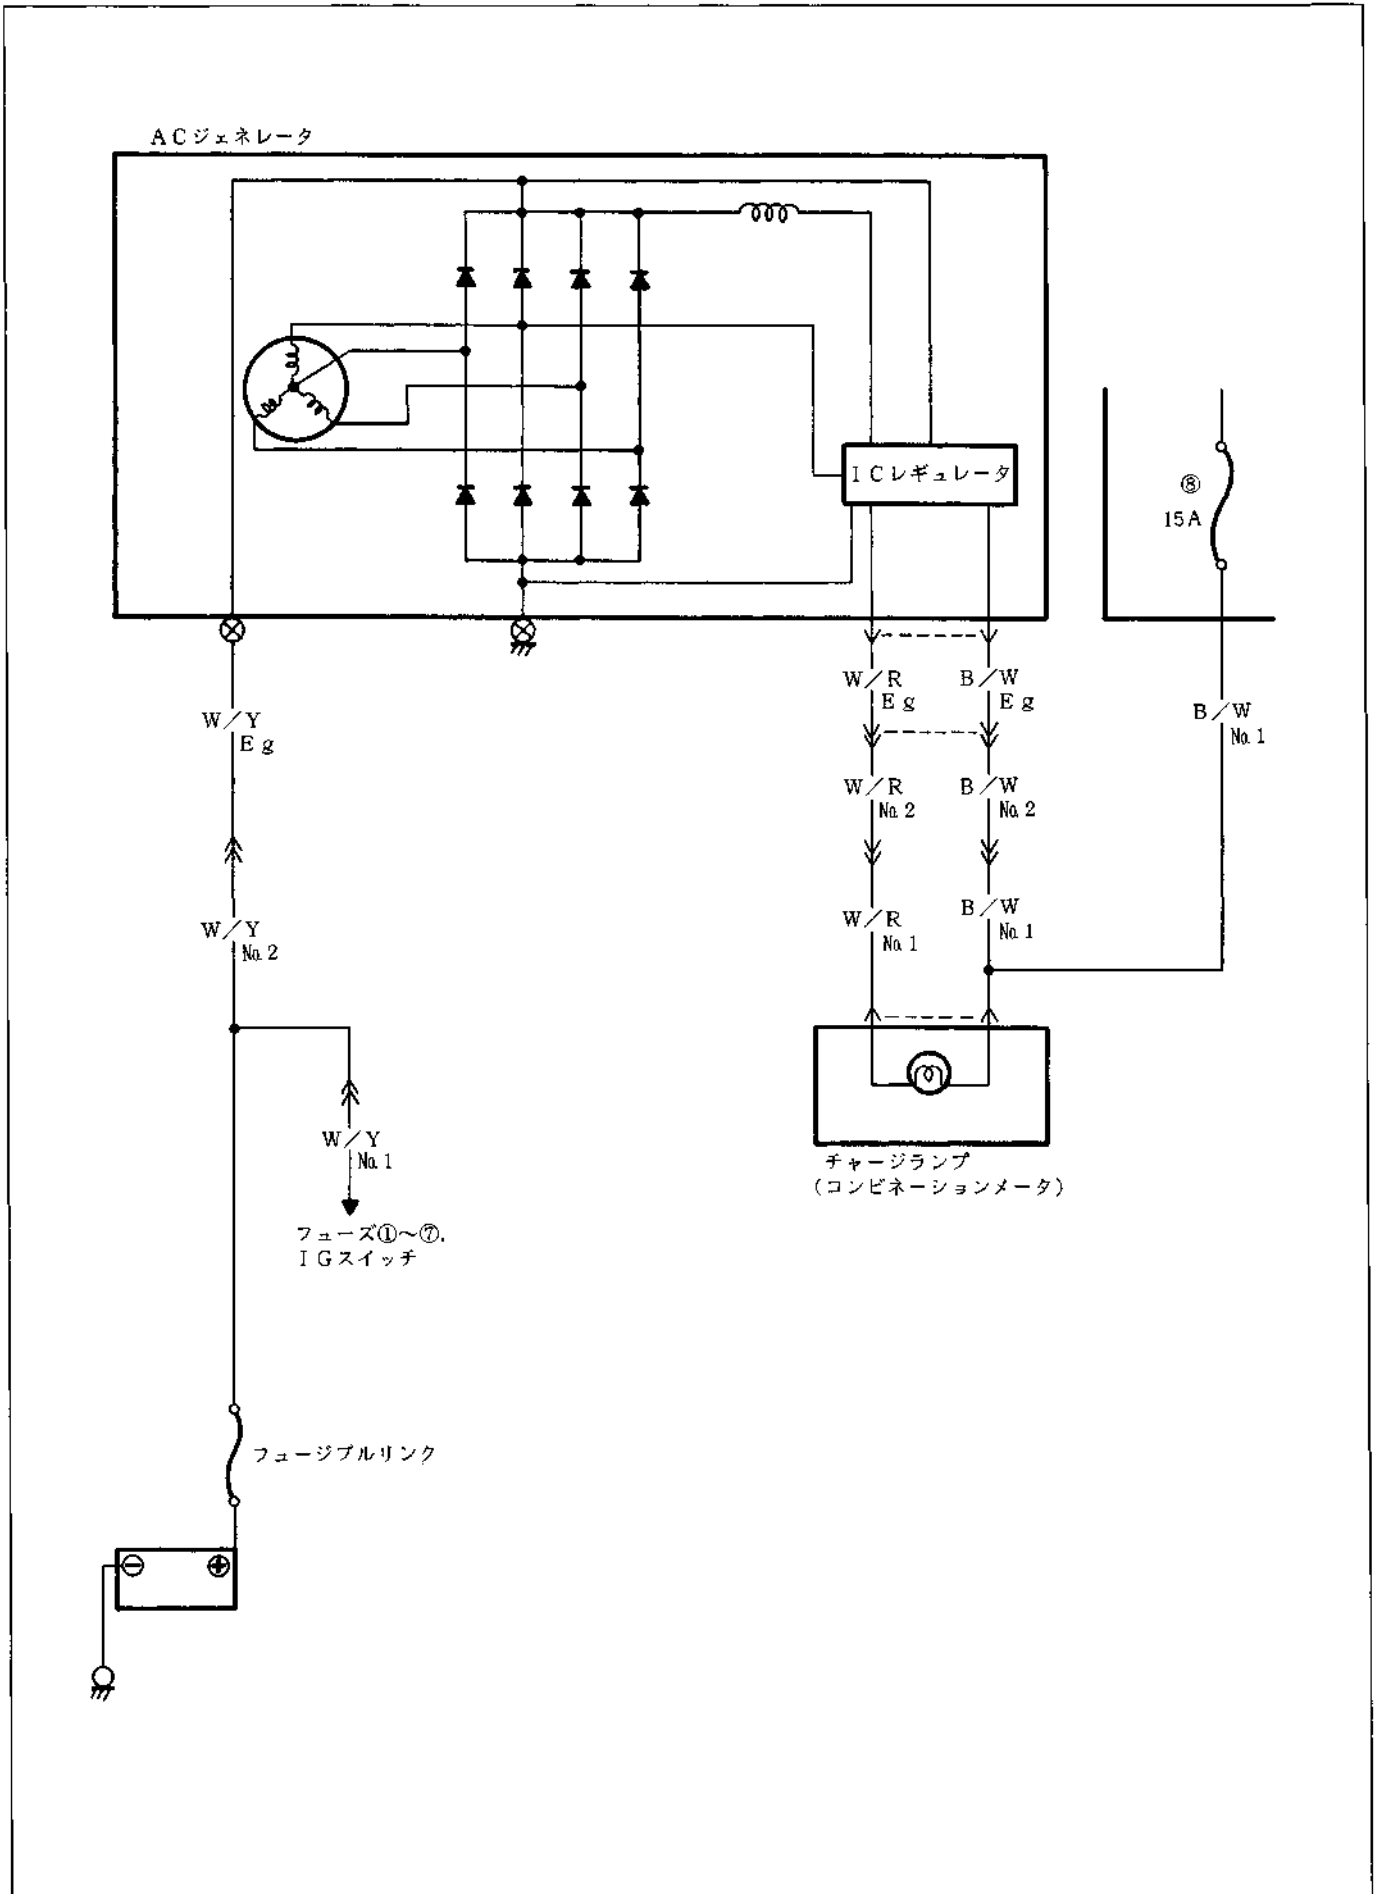 ACジェネレータ
ICレギュレータ
⑧
15A
W/R
Eg
B/W
Eg
B/W
No.1
W/Y
Eg
W/R
No.2
B/W
No.2
W/Y
No.2
W/R
No.1
B/W
No.1
W/Y
No.1
チャージランプ
(コンビネーションメータ)
フューズ①～⑦,
IGスイッチ
フュージブルリンク